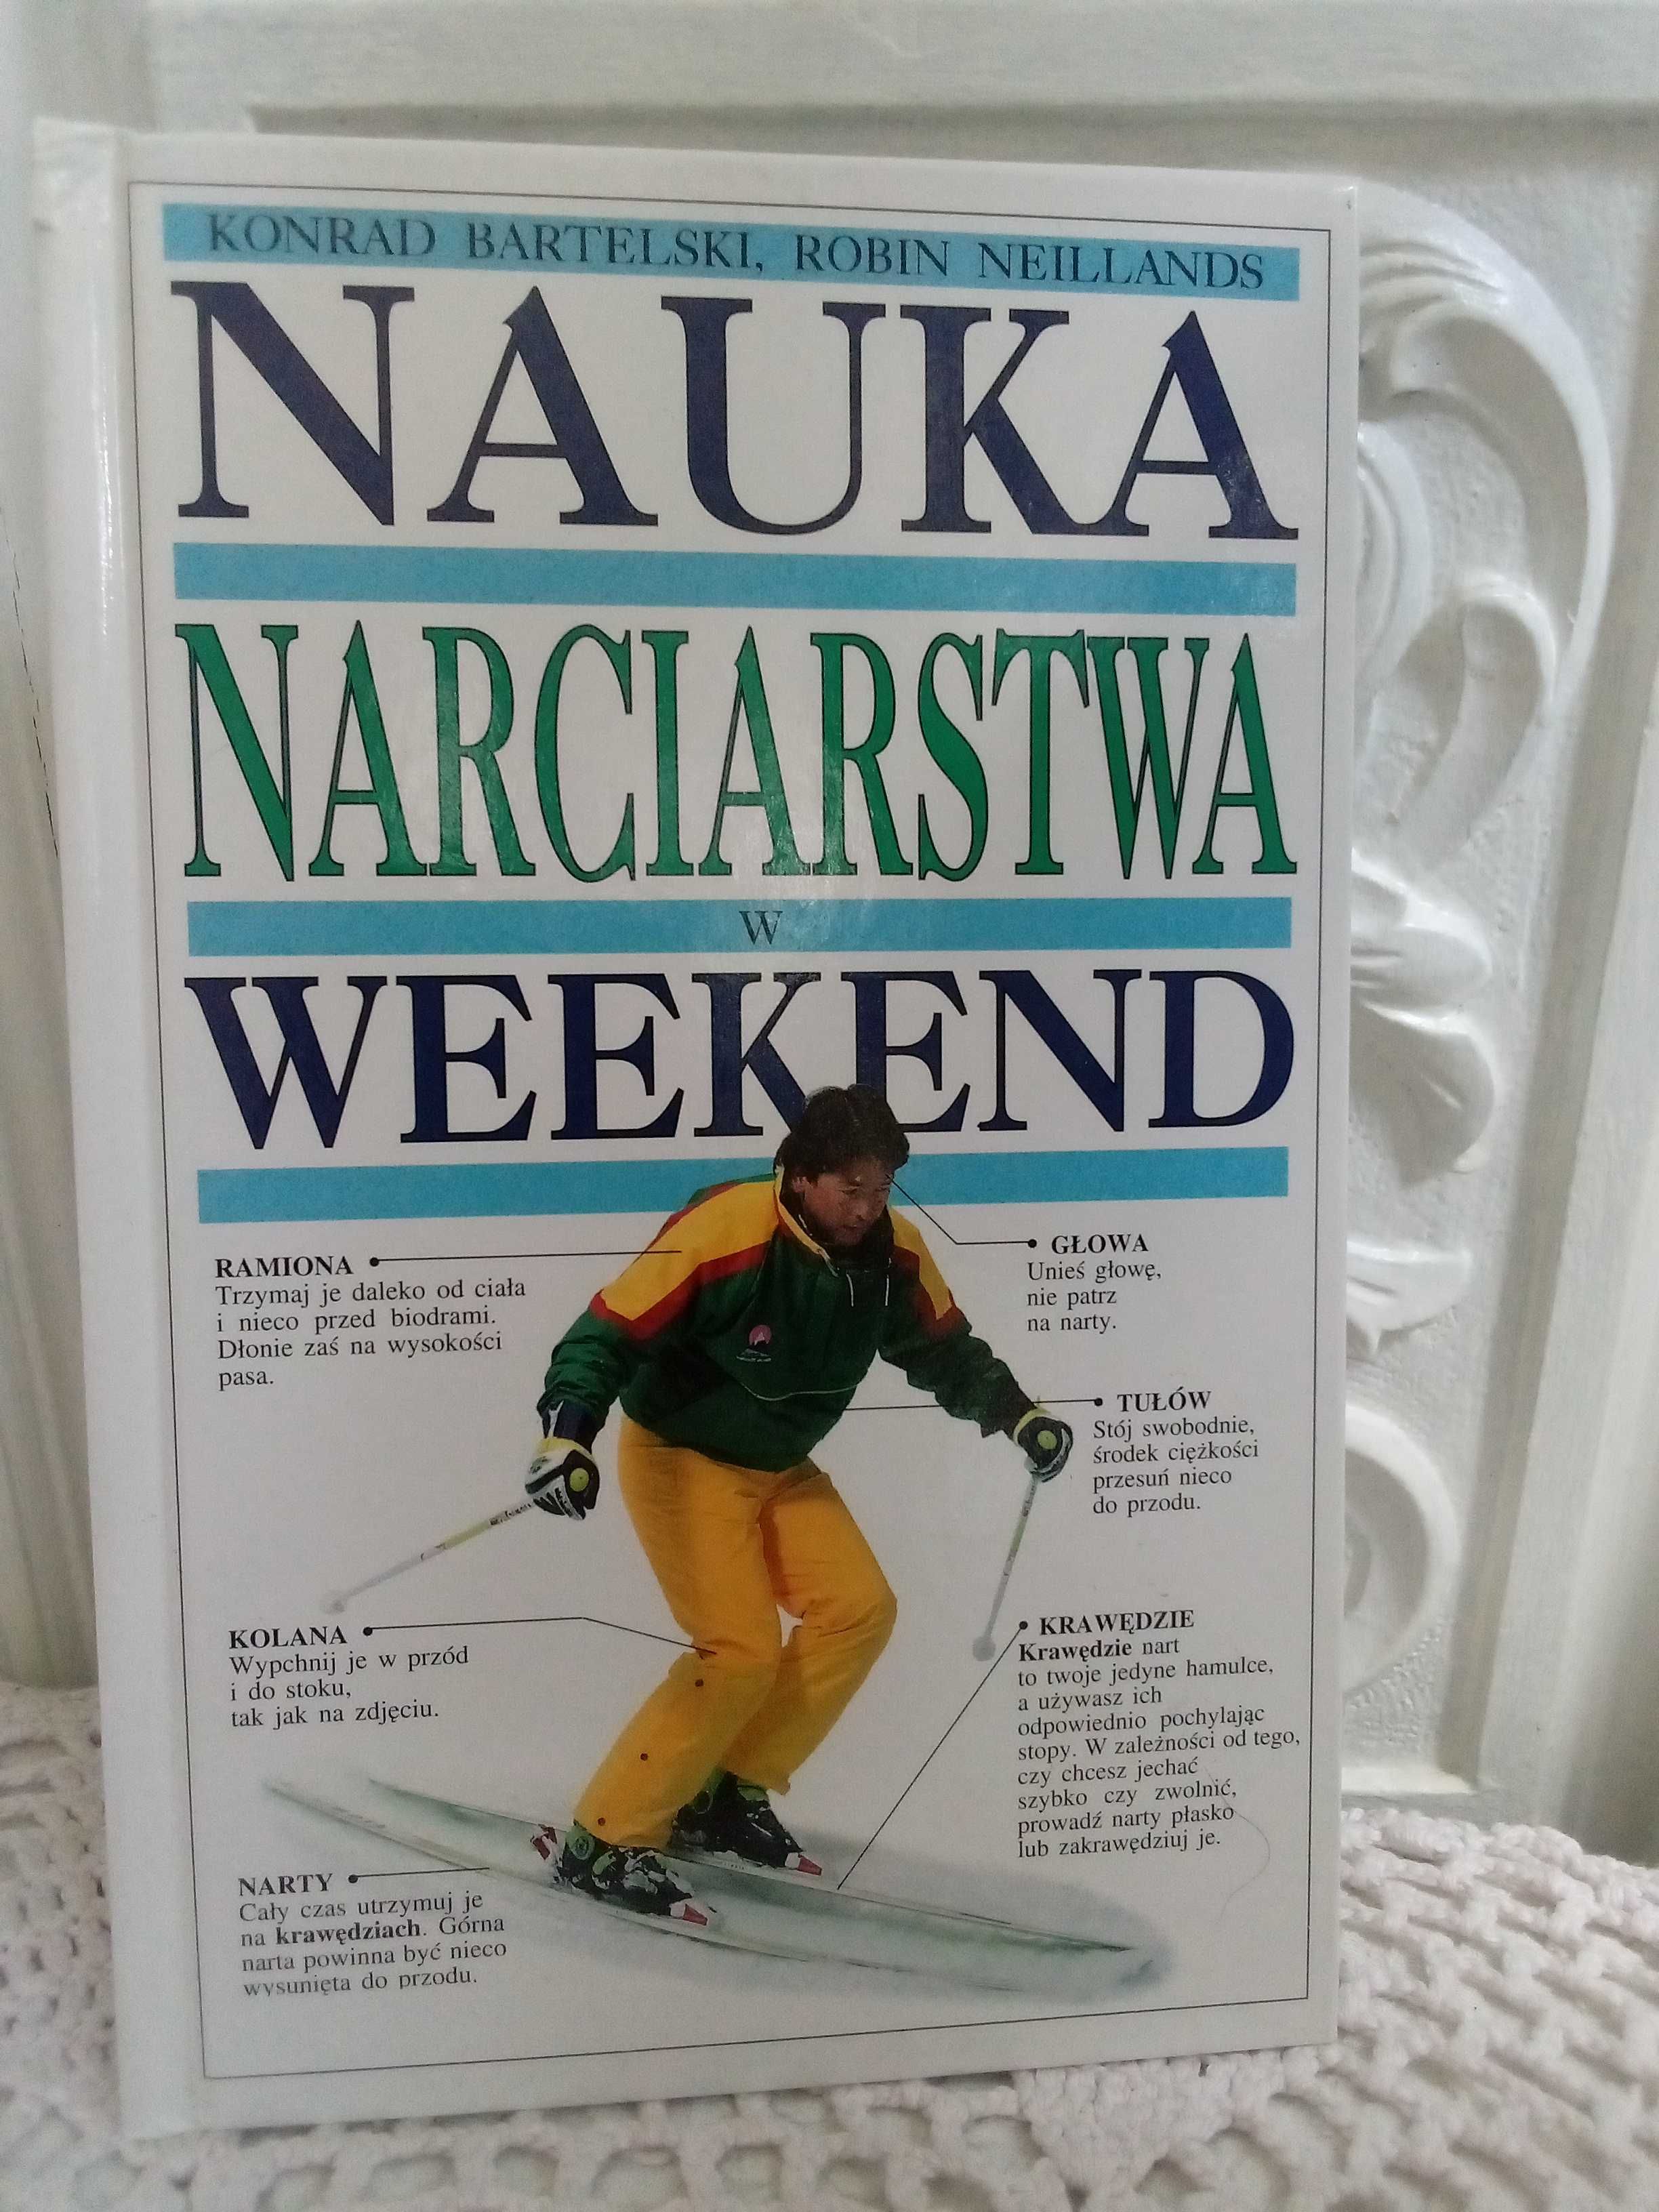 KONRAD BARTELSKI, ROBIN NEILLANDS
NAUKA
NARCIARSTWA
W
WEEKEND
RAMIONA
Trzymaj je daleko od ciała
i nieco przed biodrami.
Dłonie zaś na wysokości
pasa.
GŁOWA
Unieś głowę,
nie patrz
na narty.
TUŁÓW
Stój swobodnie,
środek ciężkości
przesuń nieco
do przodu.
KOLANA
Wypchnij je w przód
i do stoku,
tak jak na zdjęciu.
KRAWĘDZIE
Krawędzie nart
to twoje jedyne hamulce,
a używasz ich
odpowiednio pochylając
stopy. W zależności od tego,
czy chcesz jechać
szybko czy zwolnić,
prowadź narty płasko
lub zakrawędziuj je.
NARTY
Cały czas utrzymuj je
na krawędziach. Górna
narta powinna być nieco
wysunięta do przodu.